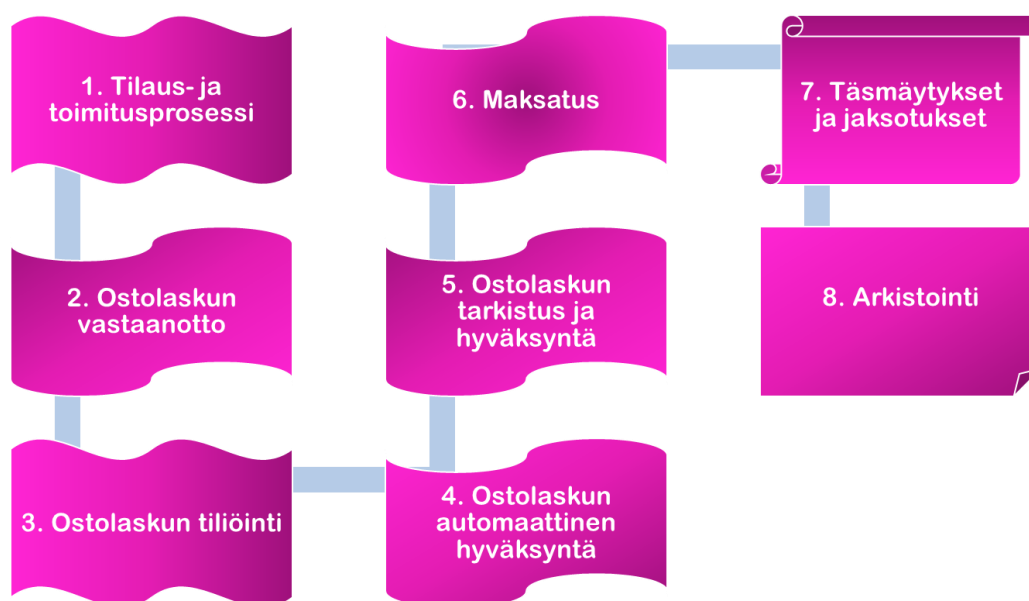 1. Tilaus- ja
toimitusprosessi
2. Ostolaskun
vastaanotto
3. Ostolaskun tiliöinti
4. Ostolaskun
automaattinen
hyväksyntä
5. Ostolaskun
tarkistus ja
hyväksyntä
6. Maksatus
7. Täsmäytykset
ja jaksotukset
8. Arkistointi